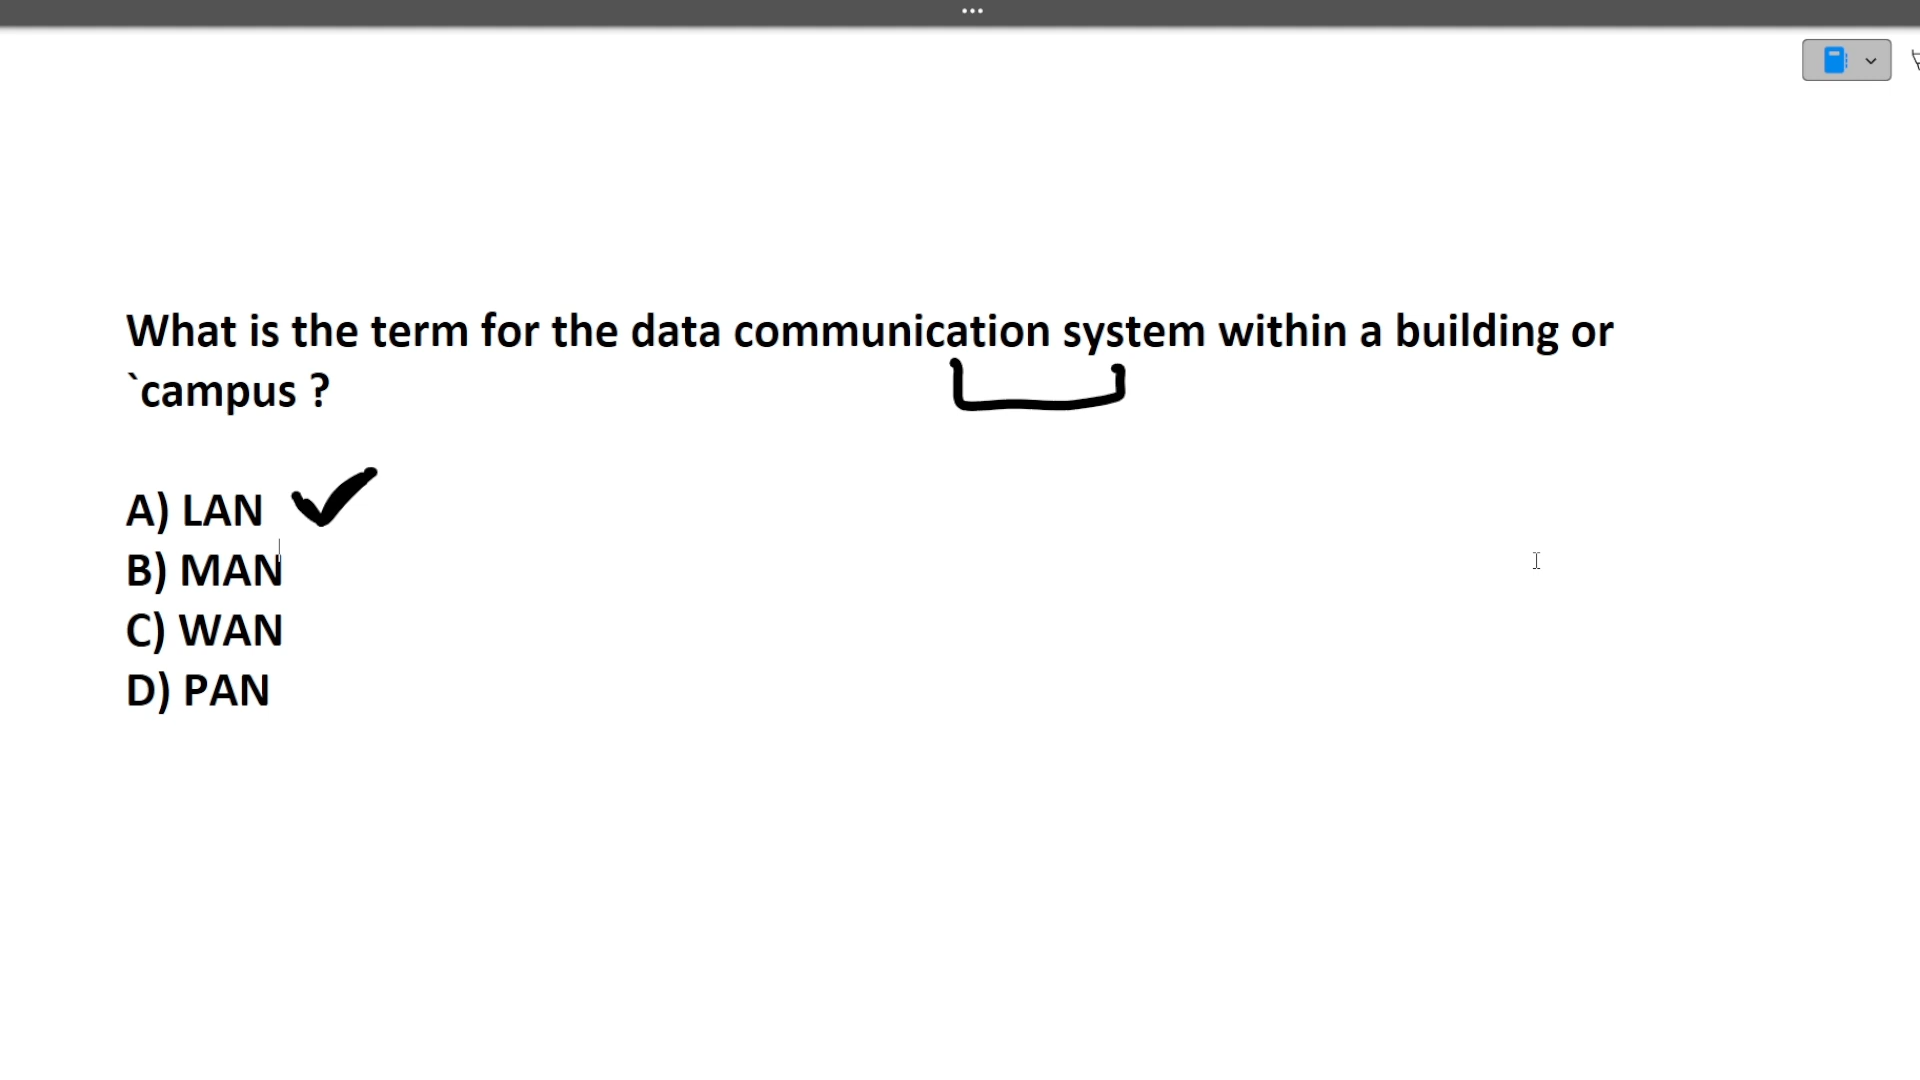 What is the term for the data communication system within a building or
`campus ?
A) LAN
B) MAN
C) WAN
D) PAN